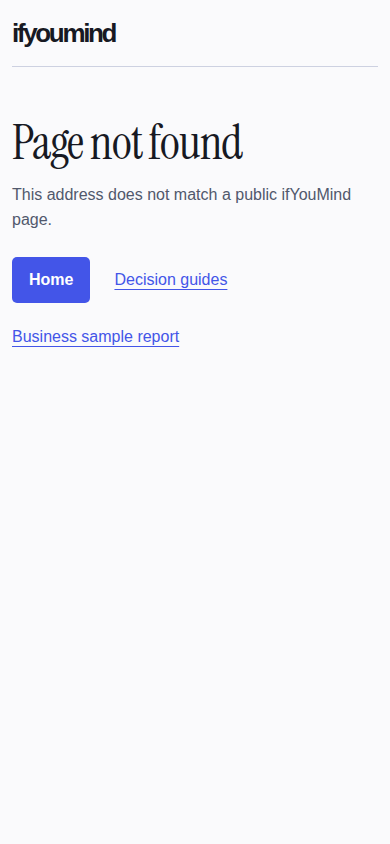 ifyoumind
Page not found
This address does not match a public ifYouMind
page.
Home
Decision guides
Business sample report